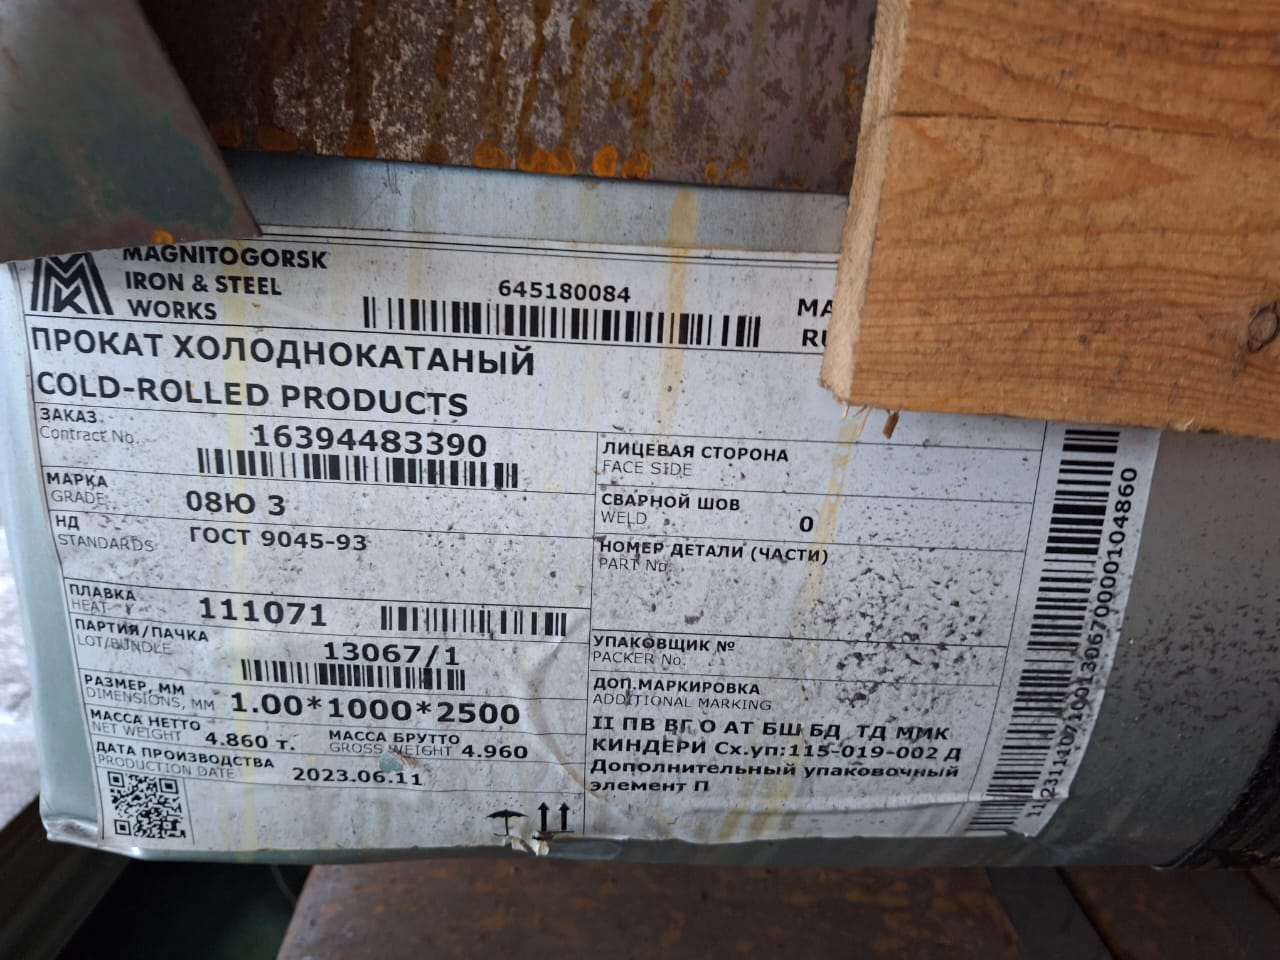 MAGNITOGORSK
IRON & STEEL
WORKS
645180084
ПРОКАТ ХОЛОДНОКАТАНЫЙ
COLD-ROLLED PRODUCTS
ЗАКАЗ
Contract No.
16394483390
МАРКА
GRADE
08Ю 3
НД
STANDARDS
ГОСТ 9045-93
ПЛАВКА
HEAT
111071
ПАРТИЯ/ПАЧКА
LOT/BUNDLE
13067/1
РАЗМЕР, ММ
DIMENSIONS, MM
1.00*1000*2500
МАССА НЕТТО
NET WEIGHT
4.860 т.
МАССА БРУТТО
GROSS WEIGHT
4.960
ДАТА ПРОИЗВОДСТВА
PRODUCTION DATE
2023.06.11
ЛИЦЕВАЯ СТОРОНА
FACE SIDE
СВАРНОЙ ШОВ
WELD
0
НОМЕР ДЕТАЛИ (ЧАСТИ)
PART No.
УПАКОВЩИК №
PACKER No.
ДОП.МАРКИРОВКА
ADDITIONAL MARKING
II ПВ ВГ О АТ БШ БД ТД ММК
КИНДЕРИ Сх.уп:115-019-002 Д
Дополнительный упаковочный
элемент П